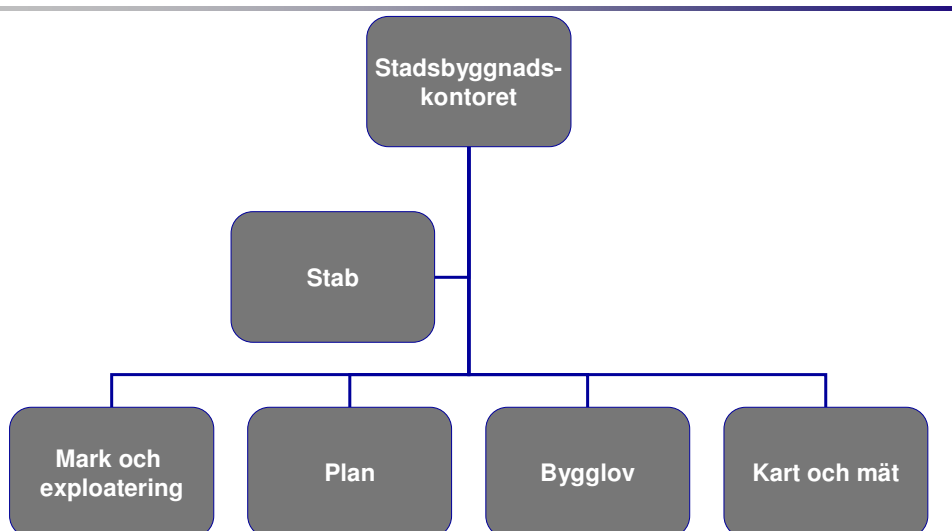 Stadsbyggnads-
kontoret
Stab
Mark och
exploatering
Plan
Bygglov
Kart och mät